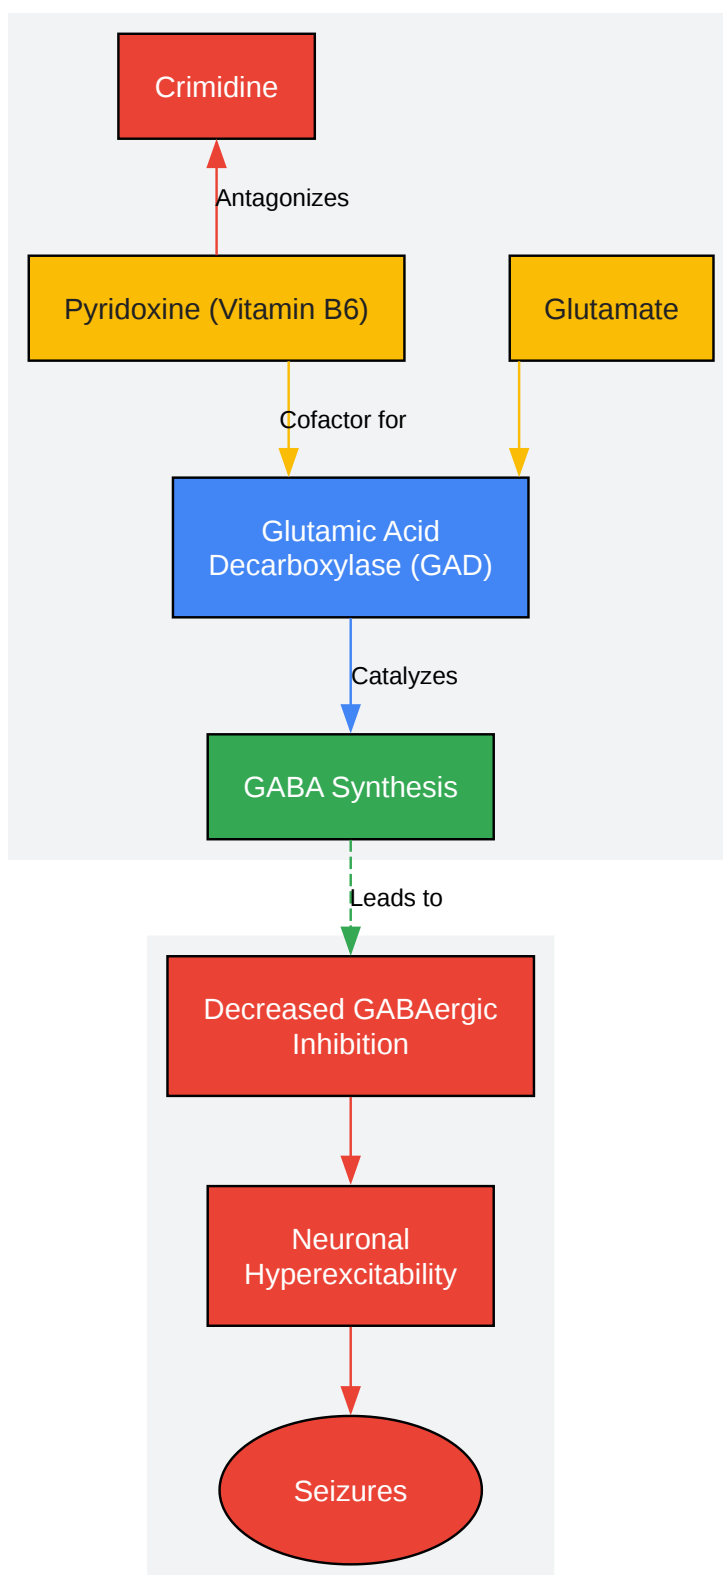 Crimidine
Antagonizes
Pyridoxine (Vitamin B6)
Glutamate
Cofactor for
Glutamic Acid
Decarboxylase (GAD)
Catalyzes
GABA Synthesis
Leads to
Decreased GABAergic
Inhibition
Neuronal
Hyperexcitability
Seizures